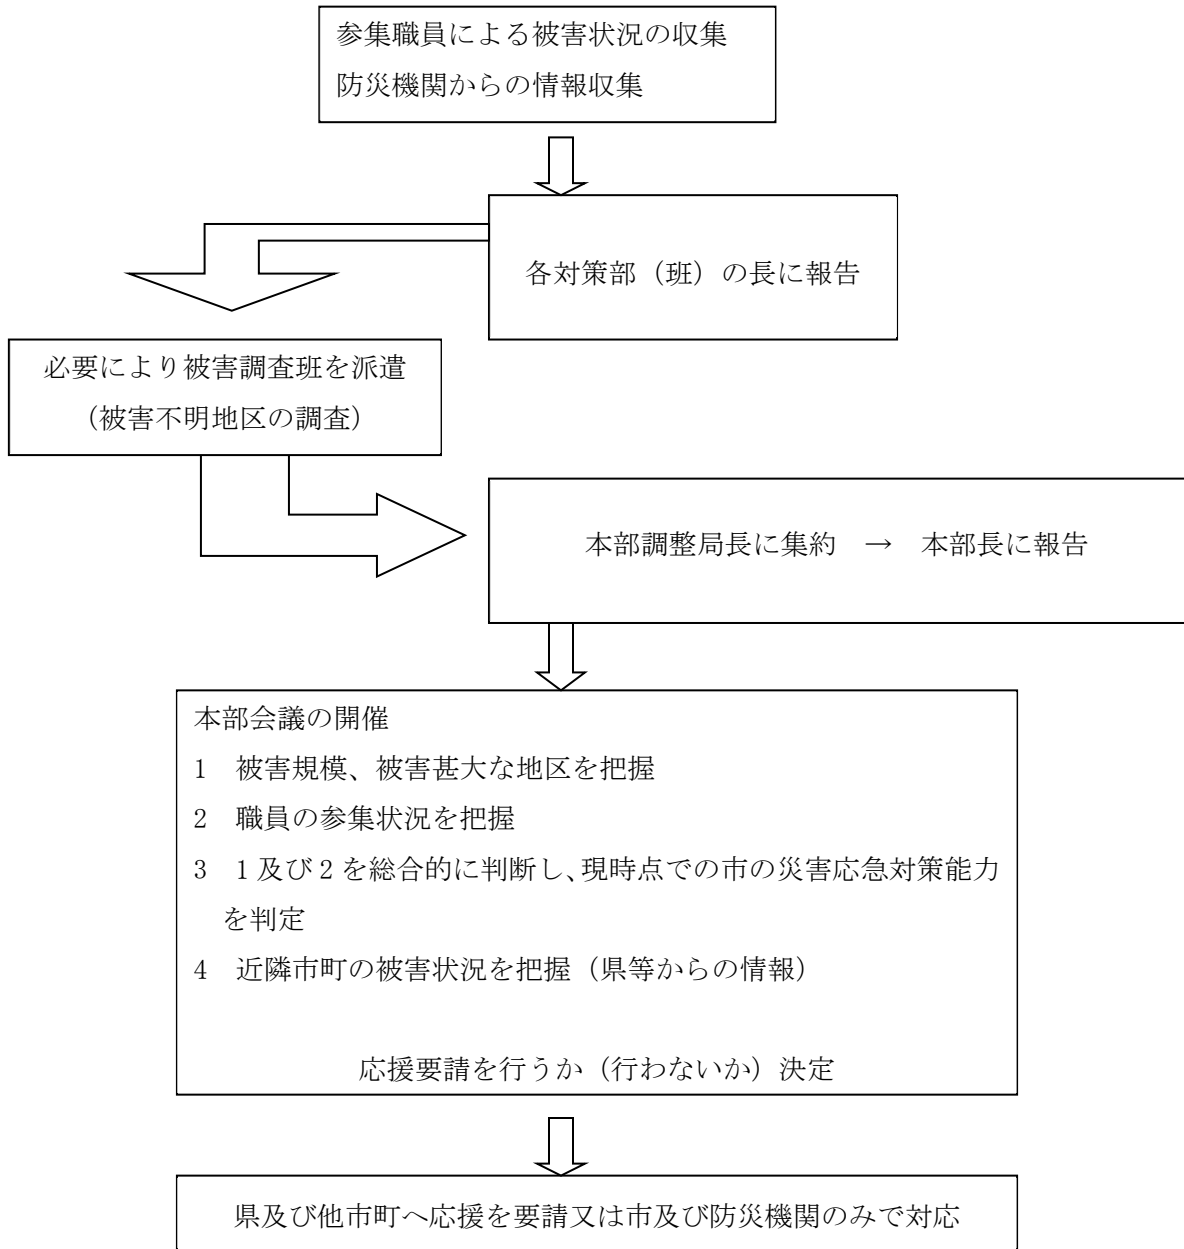 参集職員による被害状況の収集
防災機関からの情報収集
各対策部（班）の長に報告
必要により被害調査班を派遣
（被害不明地区の調査）
本部調整局長に集約　→　本部長に報告
本部会議の開催
1　被害規模、被害甚大な地区を把握
2　職員の参集状況を把握
3　1 及び 2 を総合的に判断し、現時点での市の災害応急対策能力
を判定
4　近隣市町の被害状況を把握（県等からの情報）
応援要請を行うか（行わないか）決定
県及び他市町へ応援を要請又は市及び防災機関のみで対応